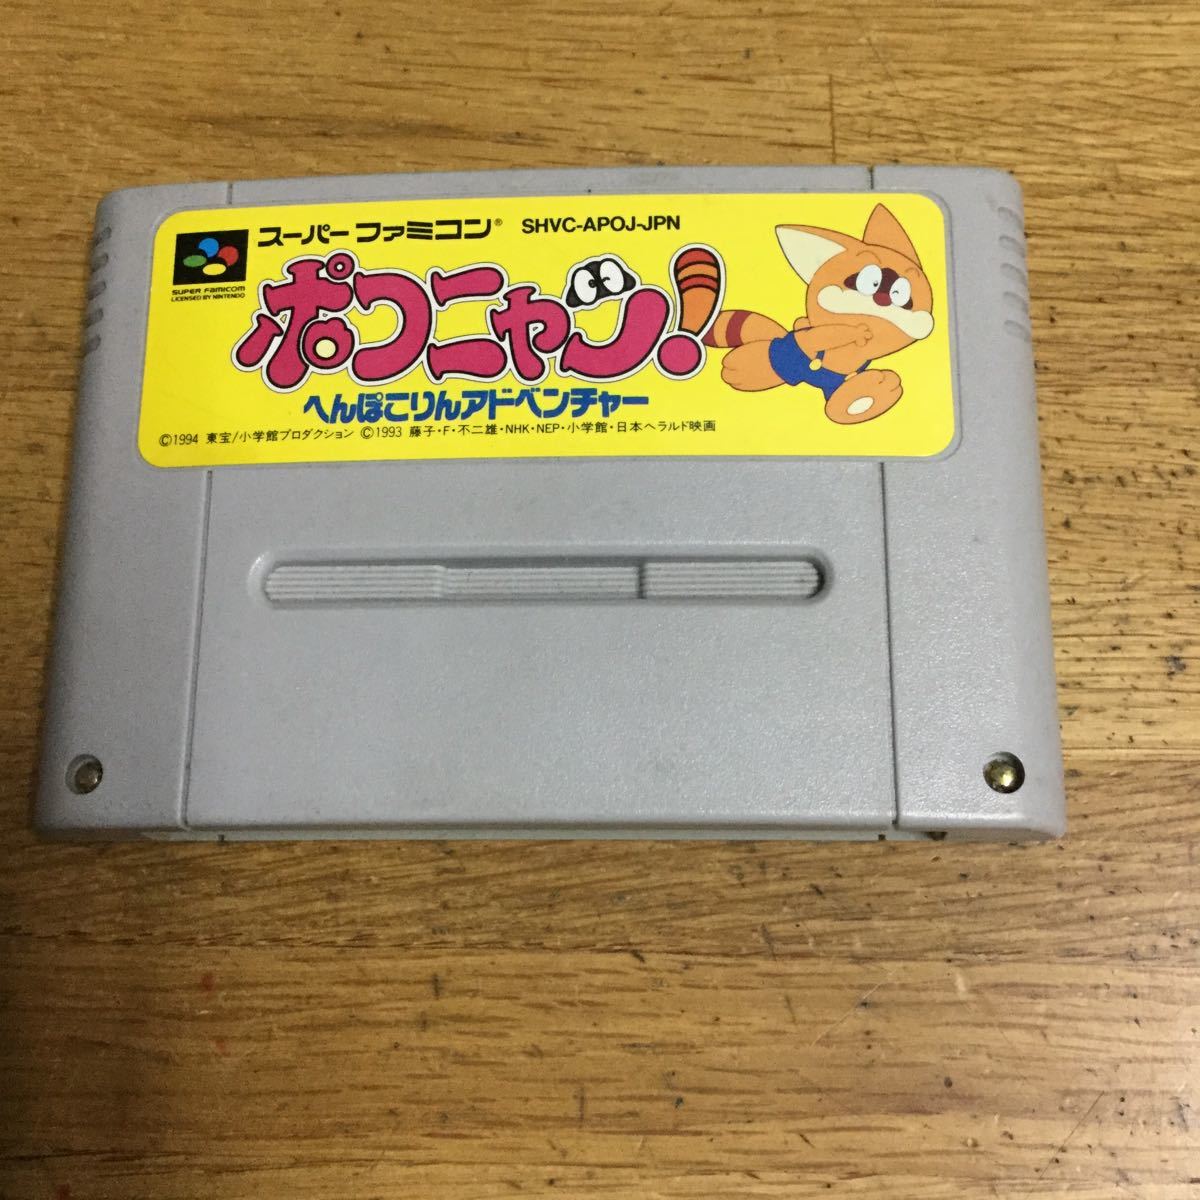 スーパーファミコン® SHVC-APOJ-JPN
SUPER FAMICOM
LICENSED BY NINTENDO
ポコニャン!
へんぽこりんアドベンチャー
©1994 東宝/小学館プロダクション ©1993 藤子・F・不二雄・NHK・NEP・小学館・日本ヘラルド映画